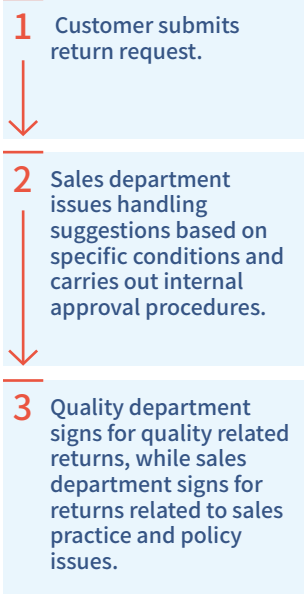 1 Customer submits
return request.
2 Sales department
issues handling
suggestions based on
specific conditions and
carries out internal
approval procedures.
3 Quality department
signs for quality related
returns, while sales
department signs for
returns related to sales
practice and policy
issues.